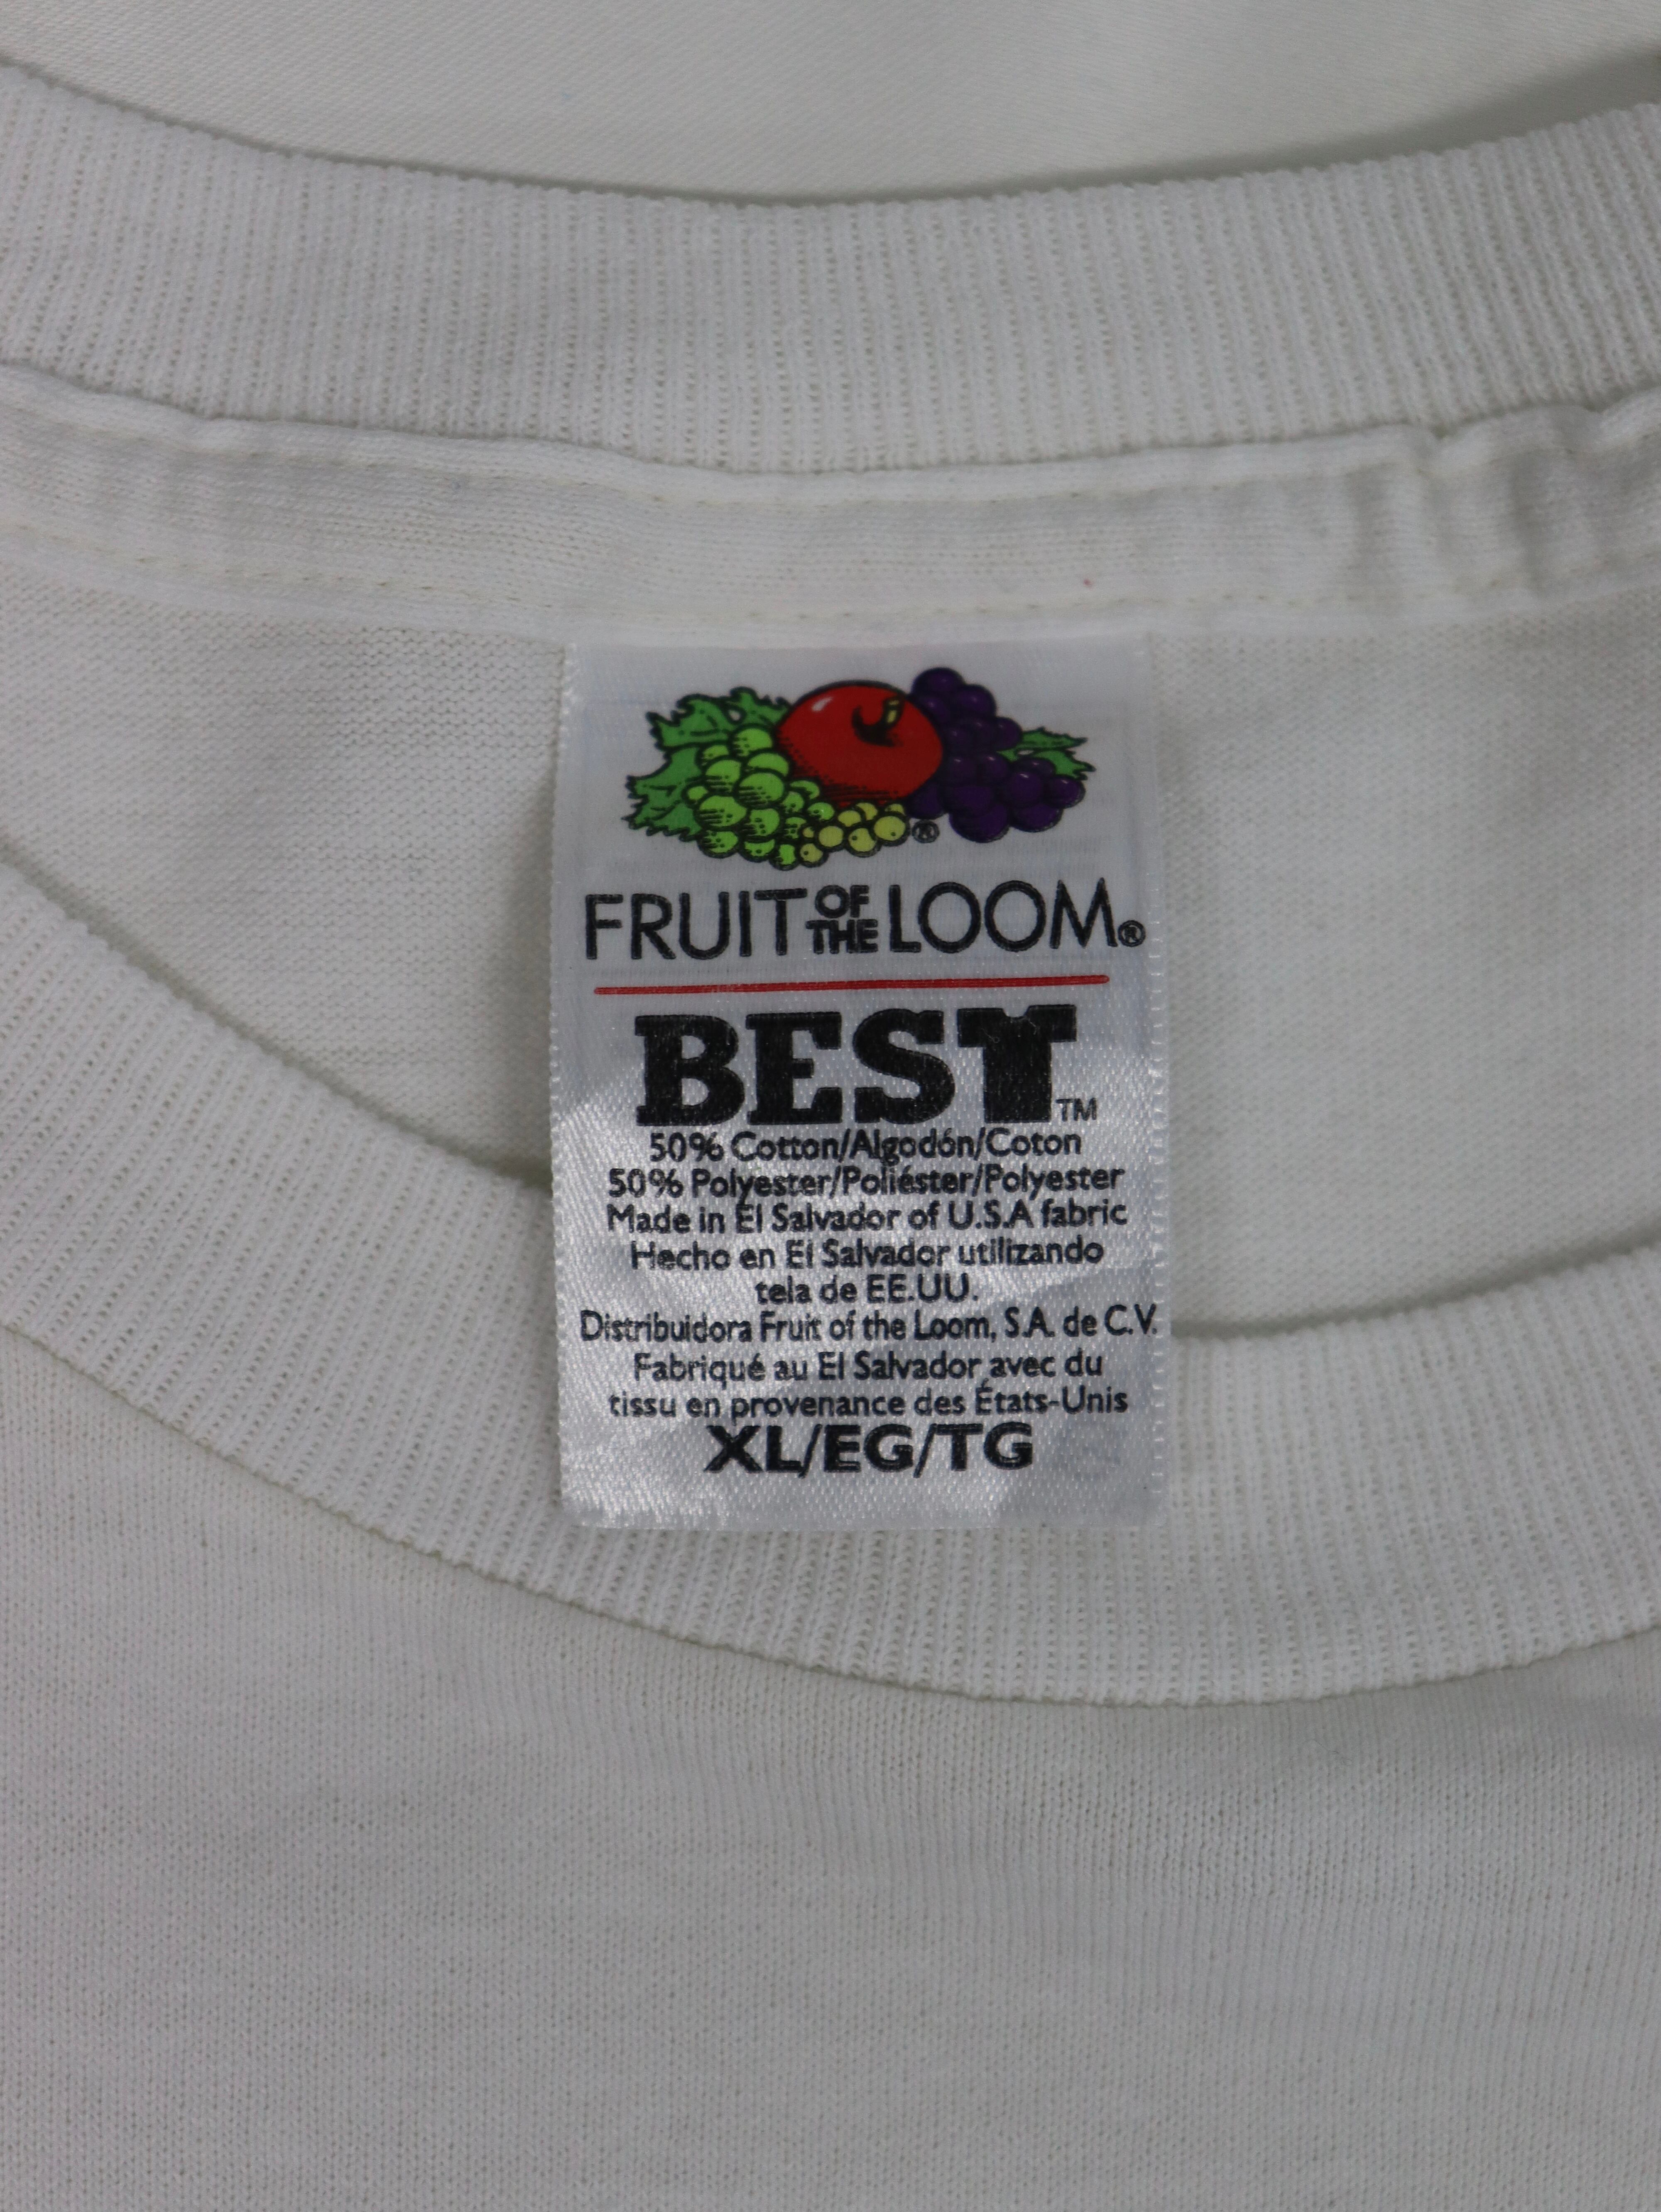 ®
FRUIT OF THE LOOM®
BEST™
50% Cotton/Algodón/Coton
50% Polyester/Poliéster/Polyester
Made in El Salvador of U.S.A fabric
Hecho en El Salvador utilizando
tela de EE.UU.
Distribuidora Fruit of the Loom, S.A. de C.V.
Fabriqué au El Salvador avec du
tissu en provenance des États-Unis
XL/EG/TG